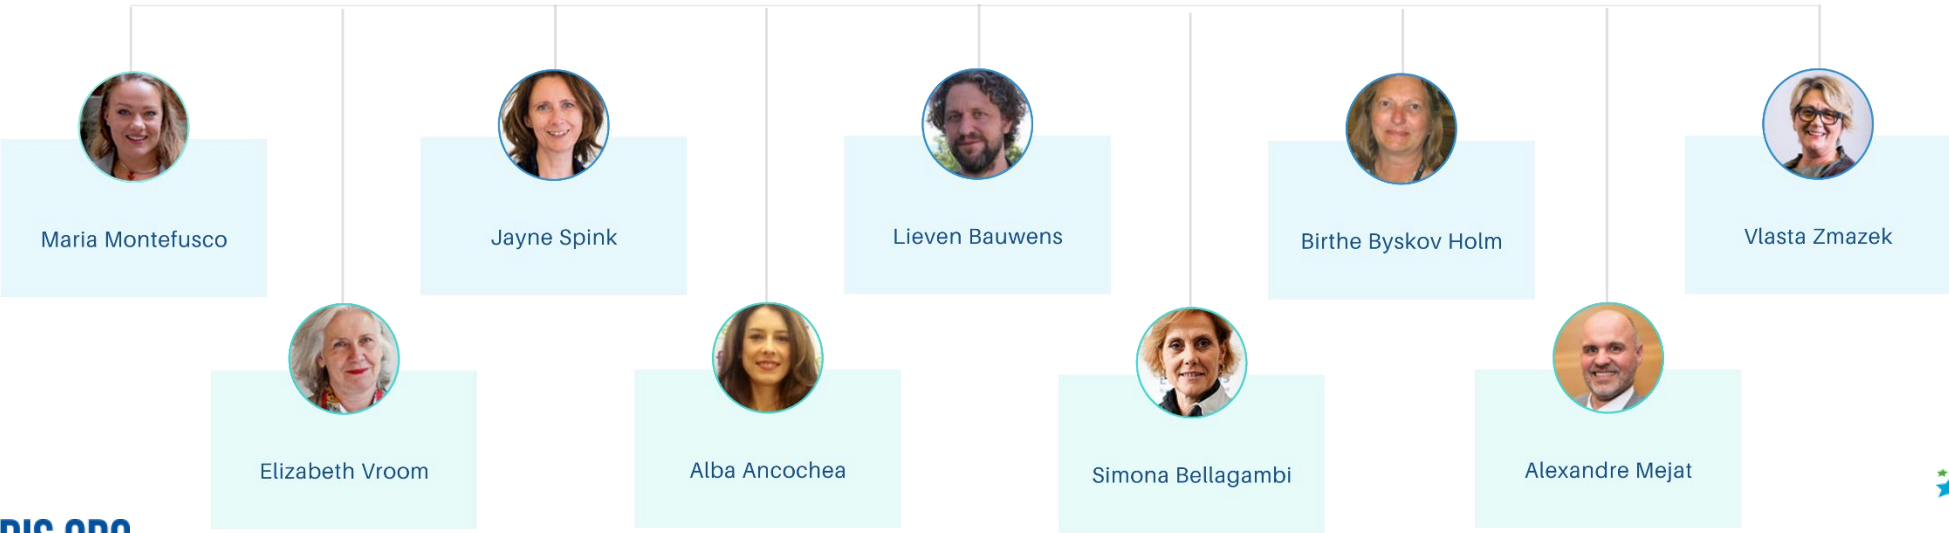 Maria Montefusco
Jayne Spink
Lieven Bauwens
Birthe Byskov Holm
Vlasta Zmazek
Elizabeth Vroom
Alba Ancochea
Simona Bellagambi
Alexandre Mejat